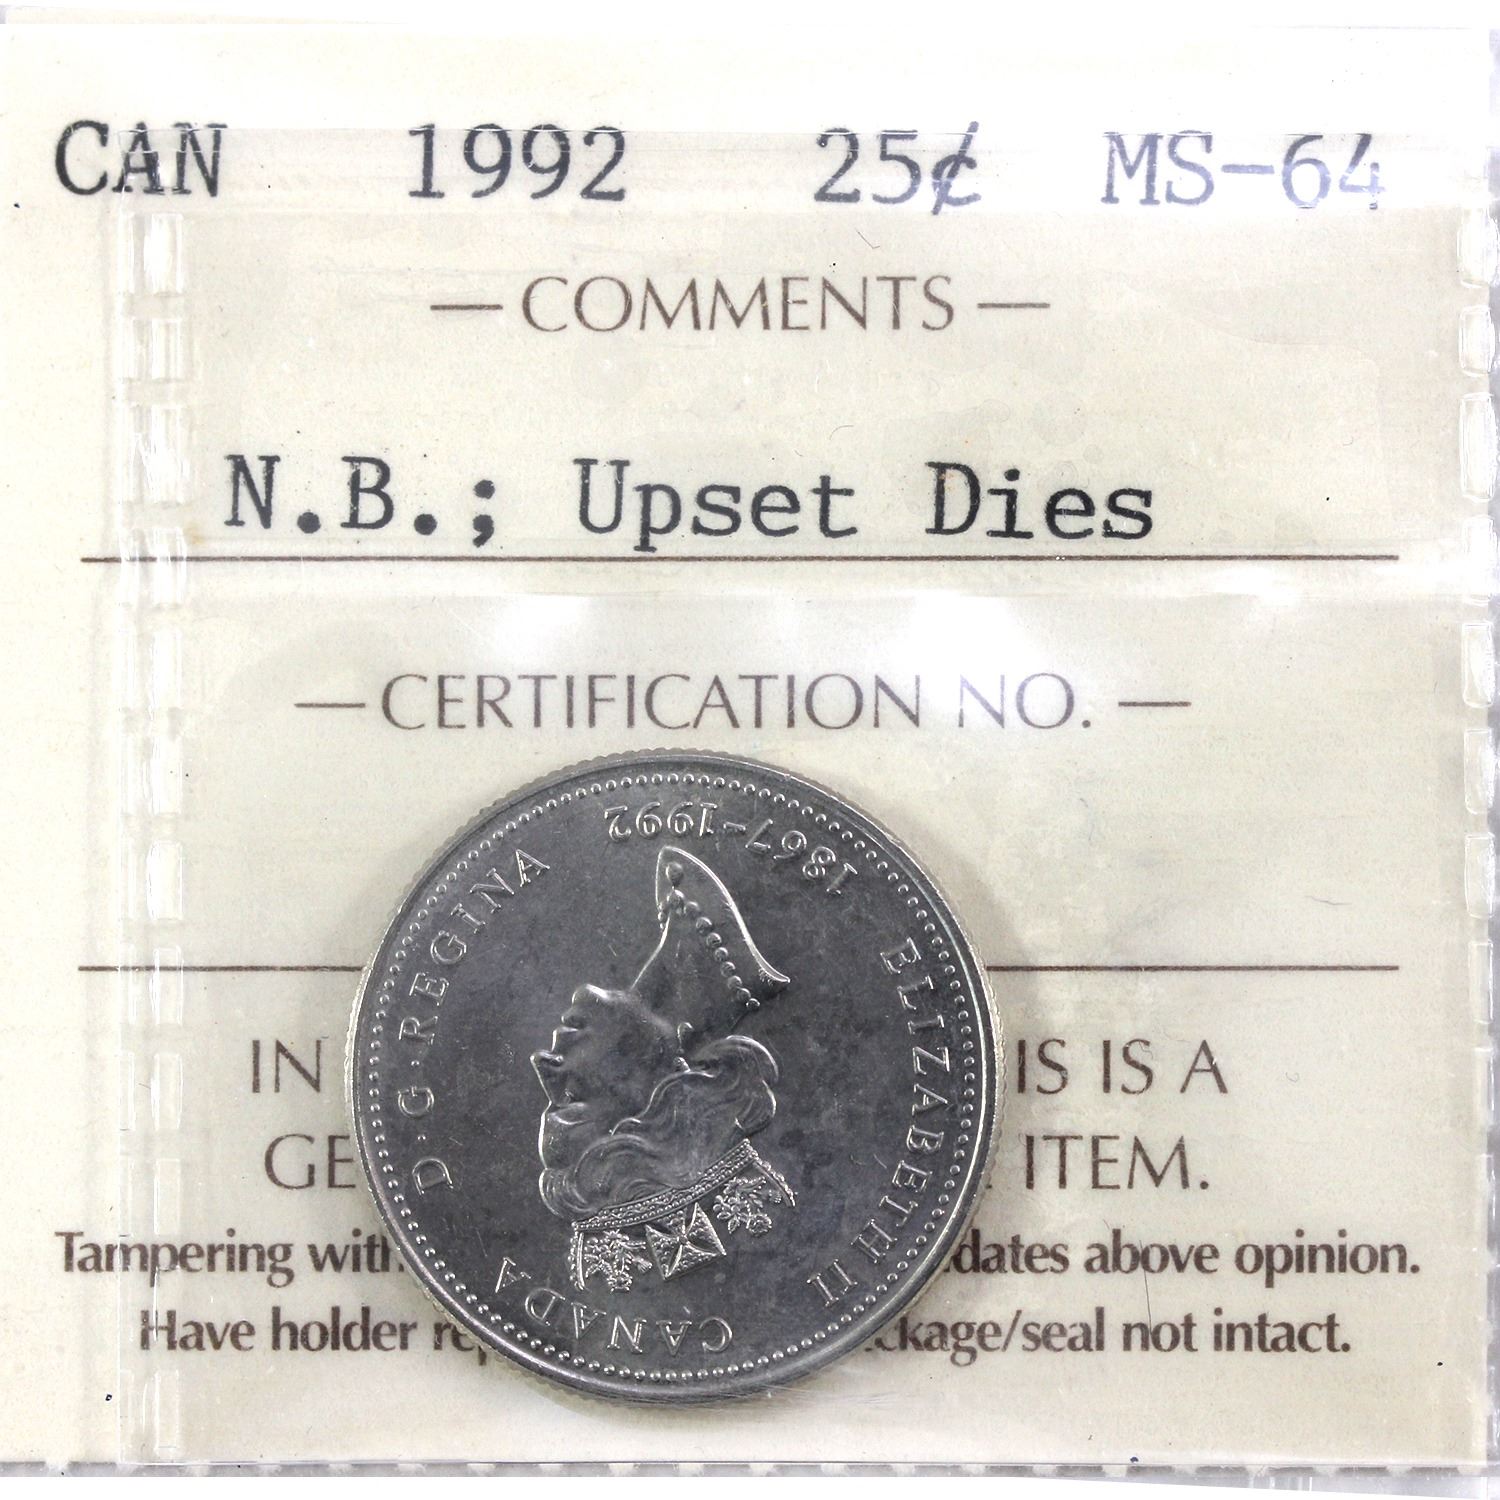 CAN 1992 25¢ MS-64
— COMMENTS —
N.B.; Upset Dies
— CERTIFICATION NO. —
1867-1992
ELIZABETH II
D·G·REGINA
CANADA
IN IS IS A
GE ITEM.
Tampering with dates above opinion.
Have holder re ckage/seal not intact.